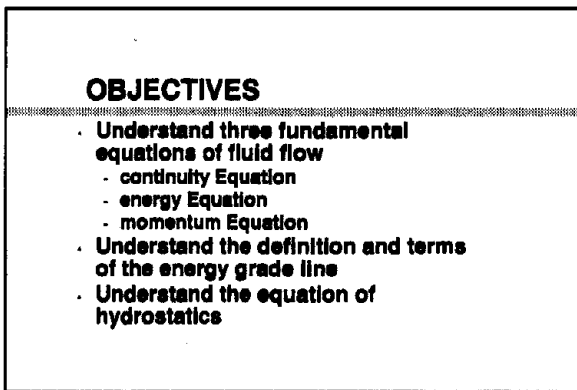 OBJECTIVES
· Understand three fundamental
equations of fluid flow
- continuity Equation
- energy Equation
- momentum Equation
· Understand the definition and terms
of the energy grade line
· Understand the equation of
hydrostatics